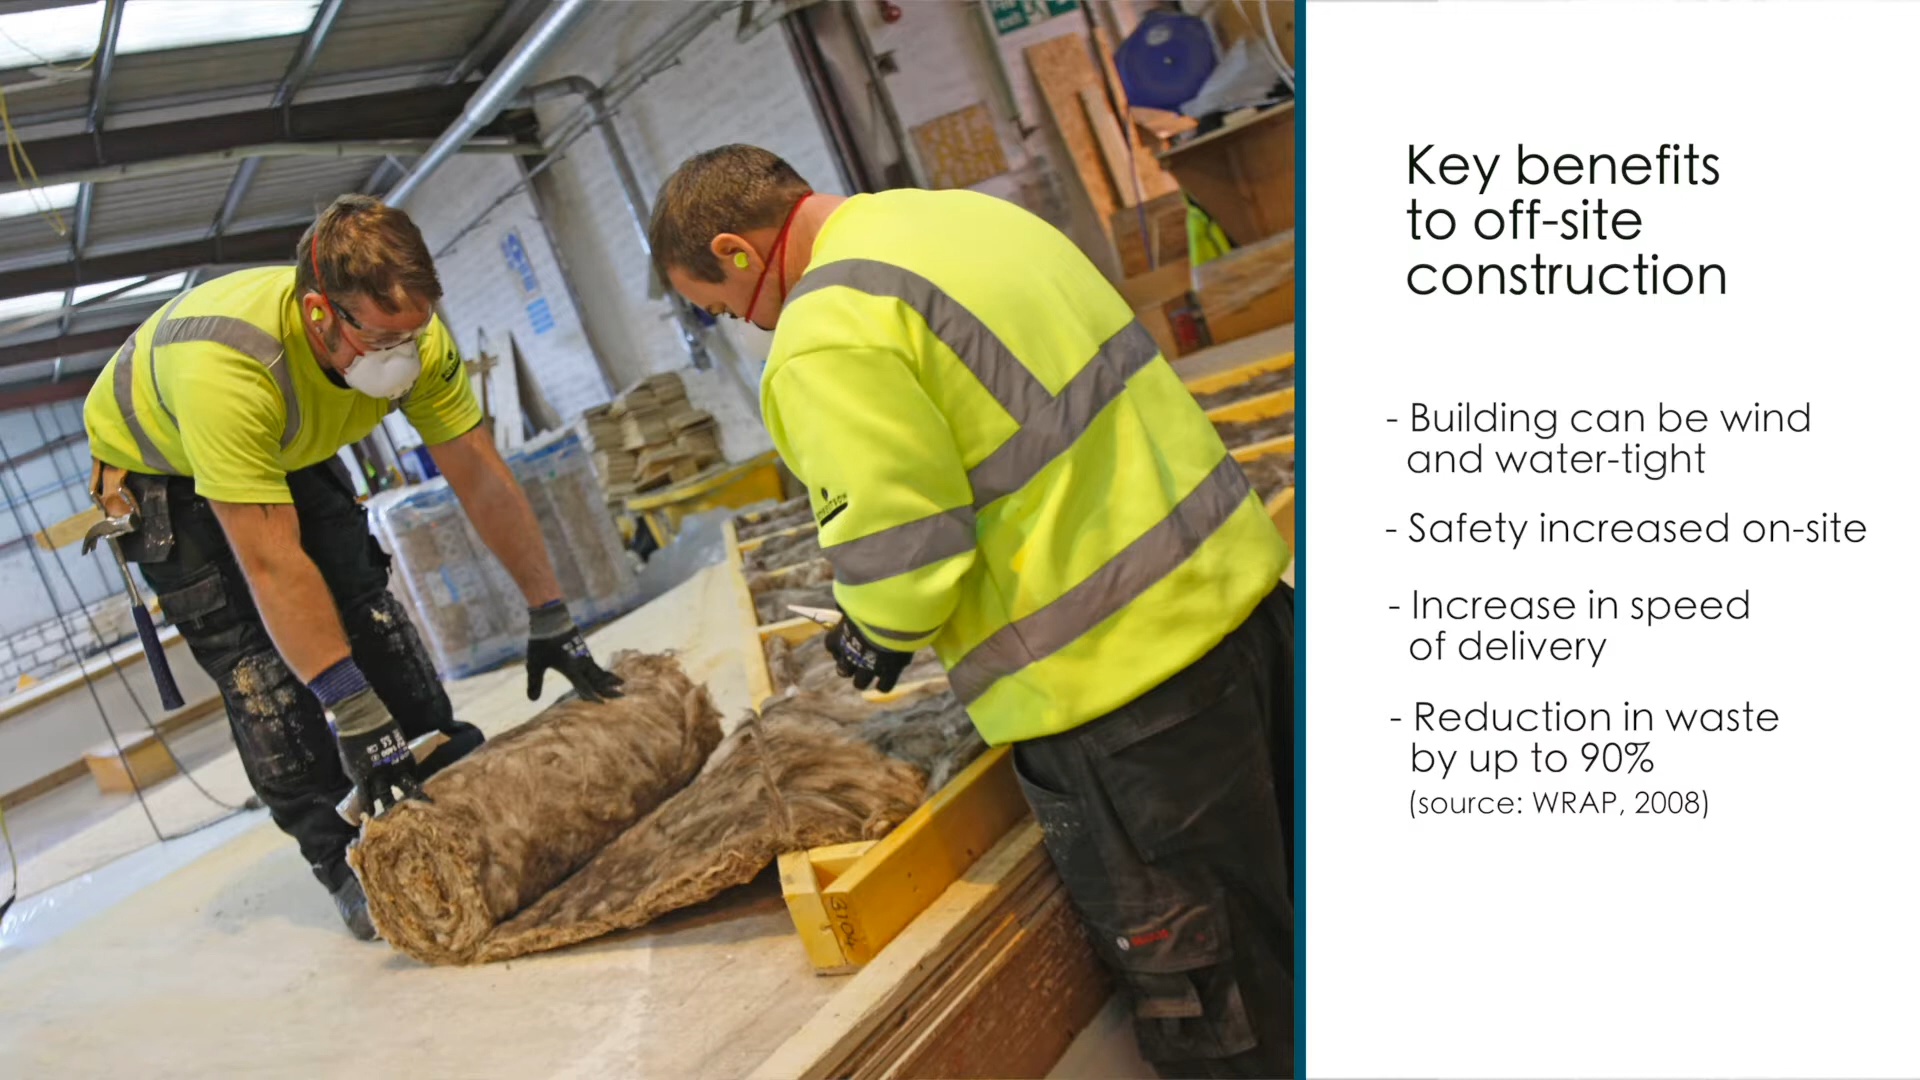 Key benefits
to off-site
construction
- Building can be wind
and water-tight
- Safety increased on-site
- Increase in speed
of delivery
- Reduction in waste
by up to 90%
(source: WRAP, 2008)
3104